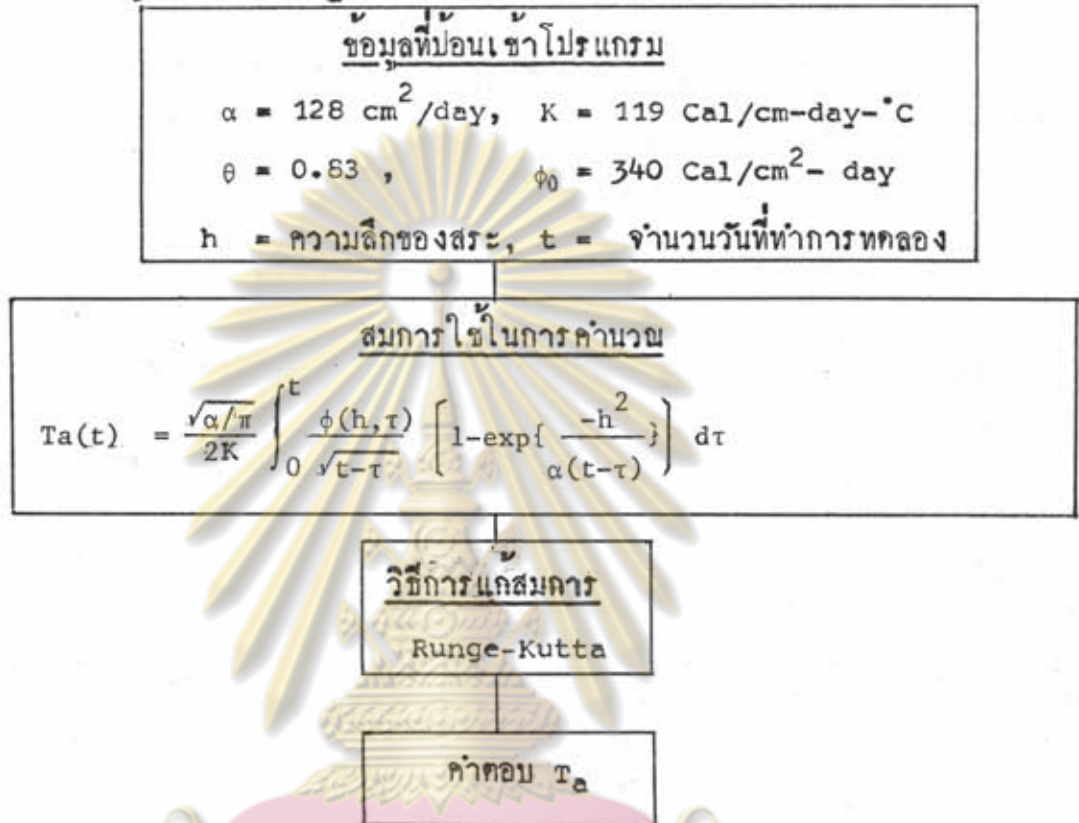 ข้อมูลที่ป้อนเข้าโปรแกรม
α = 128 cm²/day, K = 119 Cal/cm-day-°C
θ = 0.83 , φ₀ = 340 Cal/cm²- day
h = ความลึกของสระ, t = จำนวนวันที่ทำการทดลอง
สมการใช้ในการคำนวณ
Ta(t) = √(α/π)/2K ∫₀ᵗ φ(h,τ)/√(t-τ) [1-exp{-h²/α(t-τ)}] dτ
วิธีการแก้สมการ
Runge-Kutta
คำตอบ Tₐ